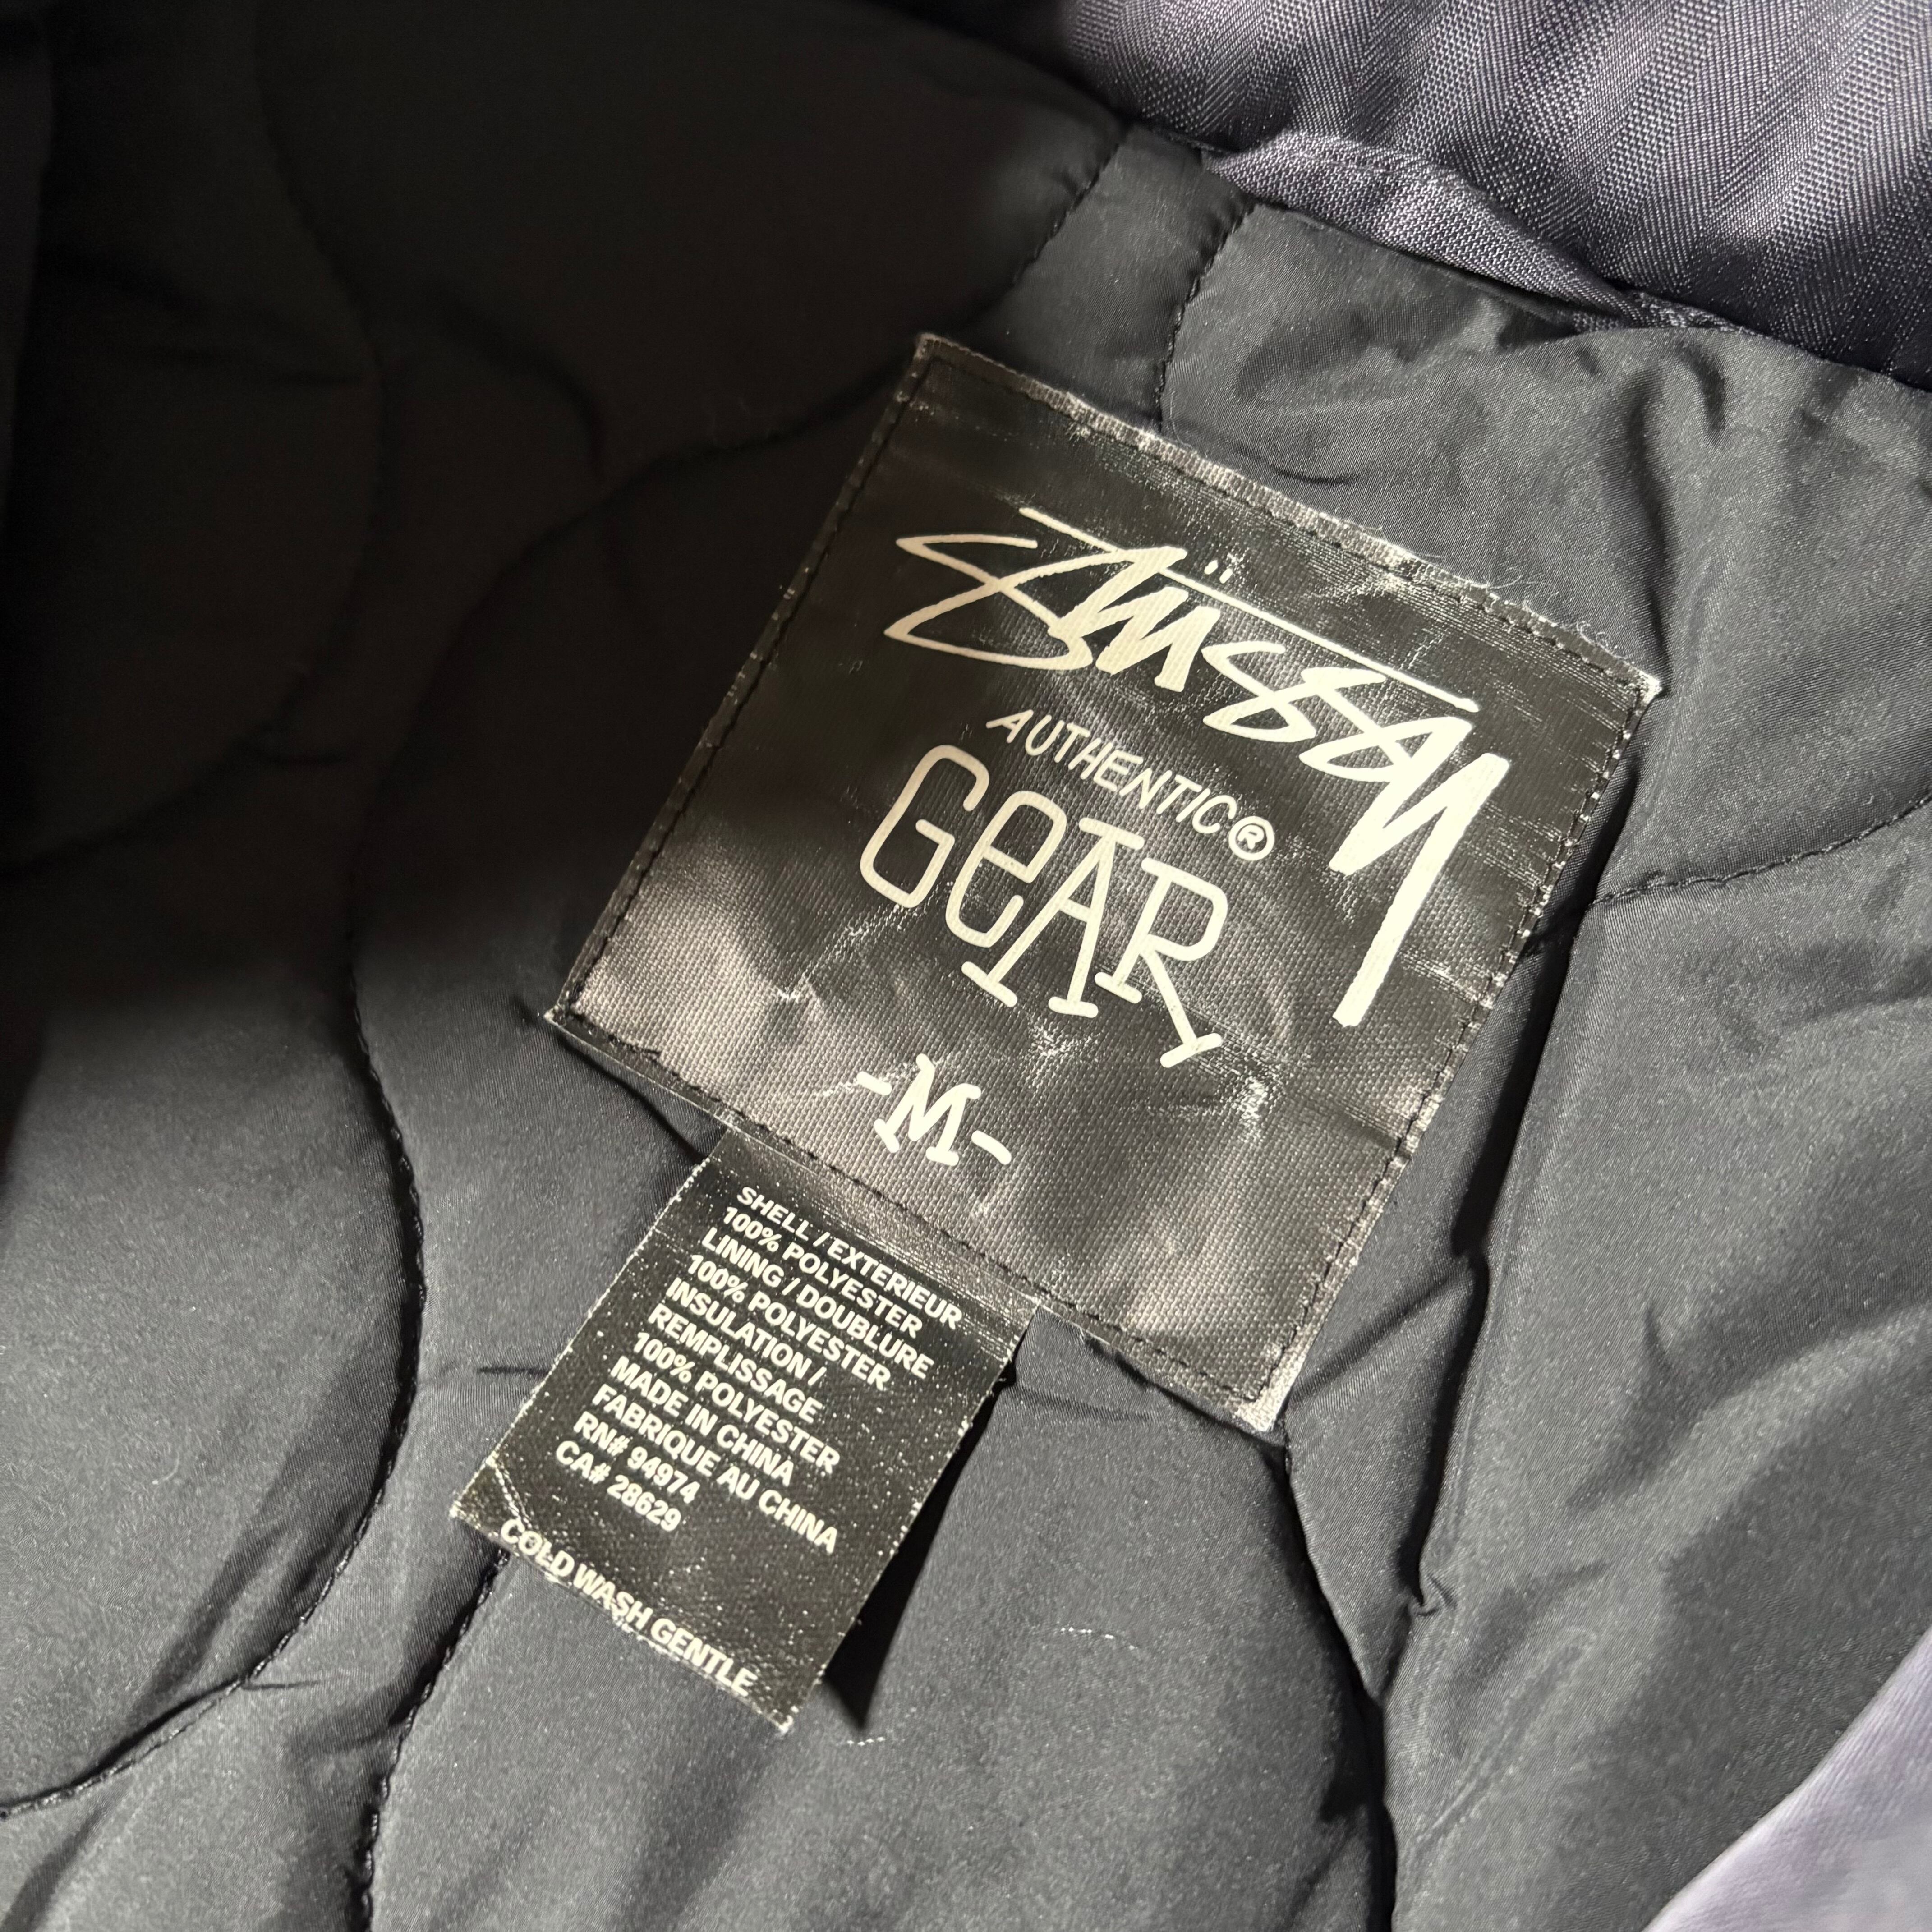 Stüssy
AUTHENTIC®
GEAR
-M-
SHELL / EXTERIEUR
100% POLYESTER
LINING / DOUBLURE
100% POLYESTER
INSULATION /
REMPLISSAGE
100% POLYESTER
MADE IN CHINA
FABRIQUE AU CHINA
RN# 94974
CA# 28629
COLD WASH GENTLE